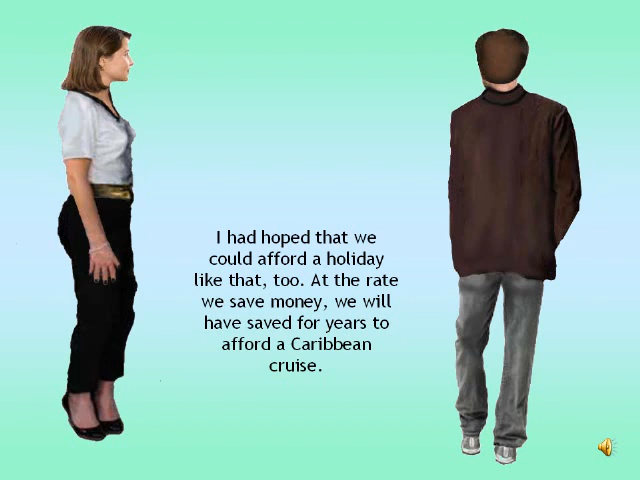 I had hoped that we
could afford a holiday
like that, too. At the rate
we save money, we will
have saved for years to
afford a Caribbean
cruise.